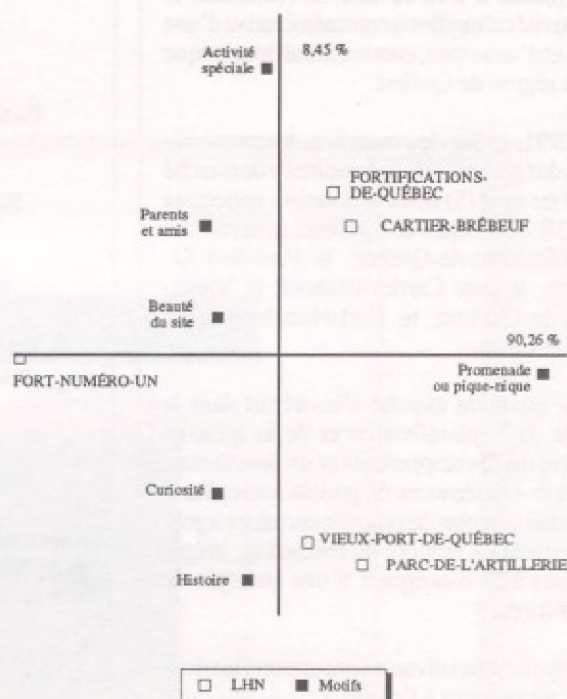 Activité
spéciale
8,45 %
FORTIFICATIONS-
DE-QUÉBEC
Parents
et amis
CARTIER-BRÉBEUF
Beauté
du site
90,26 %
FORT-NUMÉRO-UN
Promenade
ou pique-nique
Curiosité
VIEUX-PORT-DE-QUÉBEC
PARC-DE-L'ARTILLERIE
Histoire
LHN
Motifs